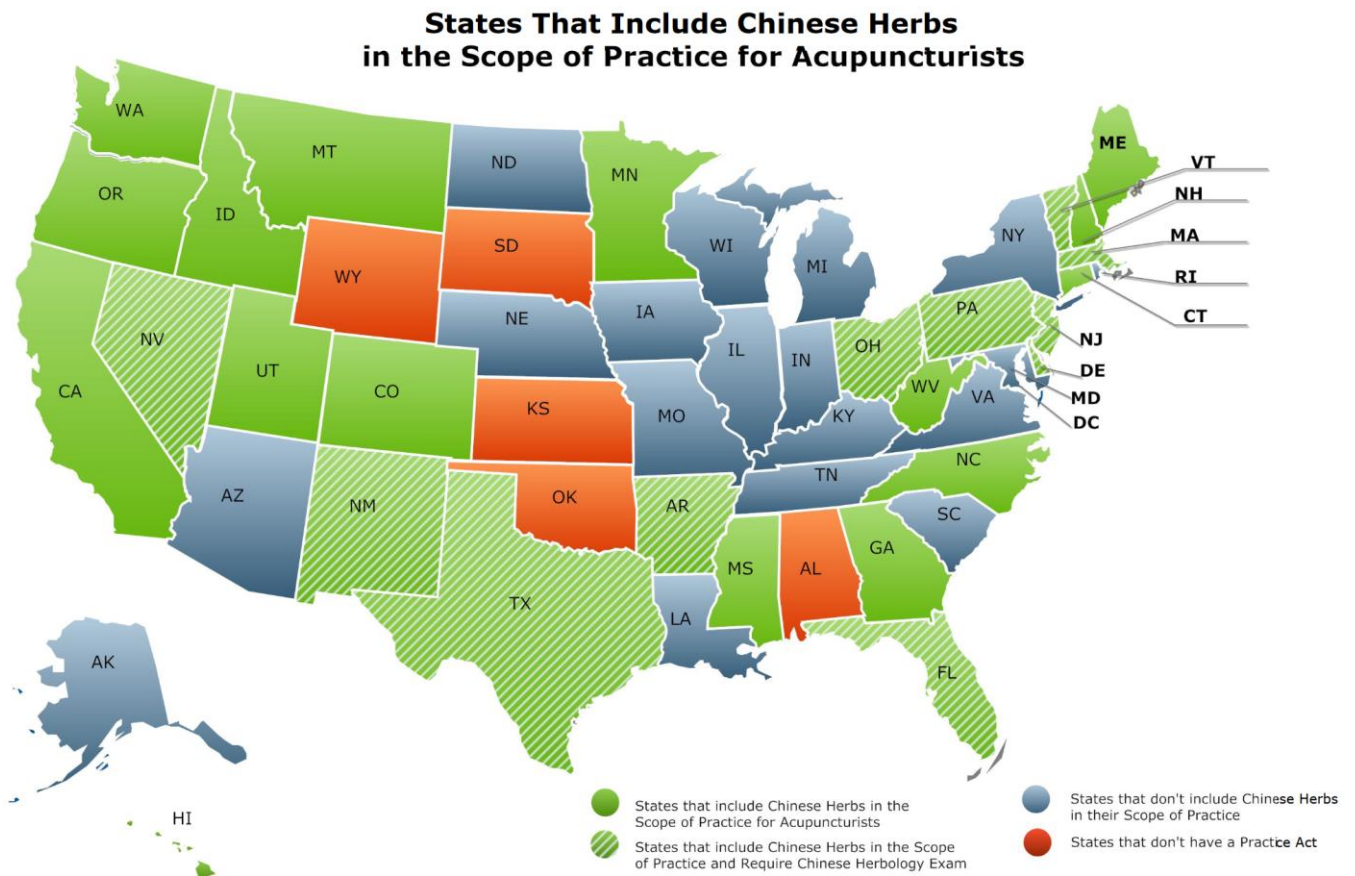 States That Include Chinese Herbs
in the Scope of Practice for Acupuncturists
WA
MT
ND
MN
ME
VT
OR
ID
NH
SD
WI
NY
MA
MI
WY
RI
NE
IA
PA
CT
NV
OH
NJ
UT
IL
IN
DE
CA
CO
WV
MD
KS
MO
VA
KY
DC
NC
TN
AZ
OK
NM
AR
SC
GA
MS
AL
TX
LA
AK
FL
HI
States that include Chinese Herbs in the
Scope of Practice for Acupuncturists
States that include Chinese Herbs in the Scope
of Practice and Require Chinese Herbology Exam
States that don't include Chinese Herbs
in their Scope of Practice
States that don't have a Practice Act